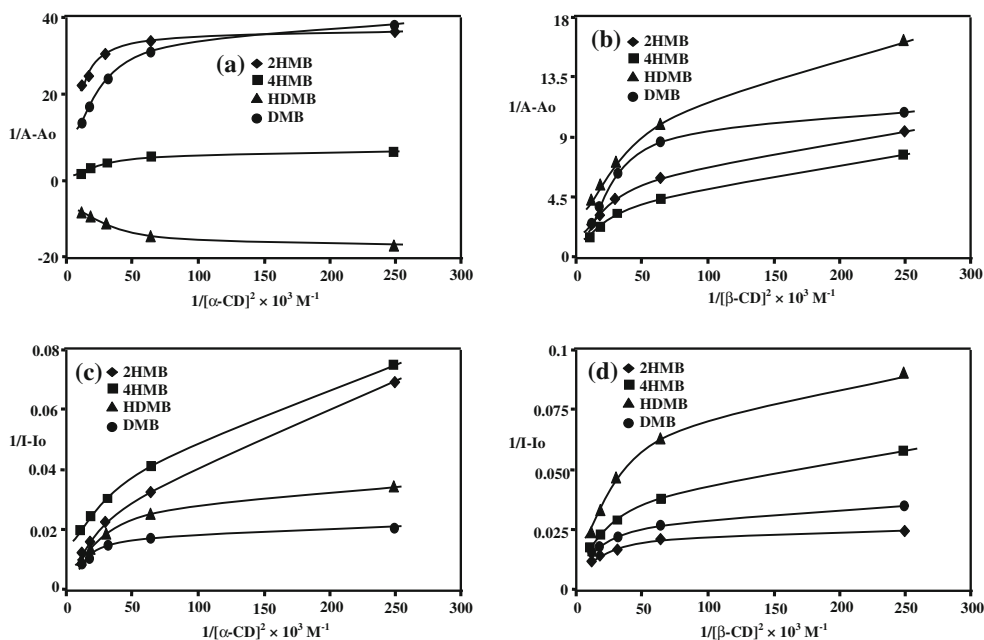 40
20
0
-20
1/A-Ao
(a)
2HMB
4HMB
HDMB
DMB
0 50 100 150 200 250 300
1/[α-CD]² × 10³ M⁻¹
18
13.5
9
4.5
0
1/A-Ao
(b)
2HMB
4HMB
HDMB
DMB
0 50 100 150 200 250 300
1/[β-CD]² × 10³ M⁻¹
0.08
0.06
0.04
0.02
0
1/I-Io
(c)
2HMB
4HMB
HDMB
DMB
0 50 100 150 200 250 300
1/[α-CD]² × 10³ M⁻¹
0.1
0.075
0.050
0.025
0
1/I-Io
(d)
2HMB
4HMB
HDMB
DMB
0 50 100 150 200 250 300
1/[β-CD]² × 10³ M⁻¹